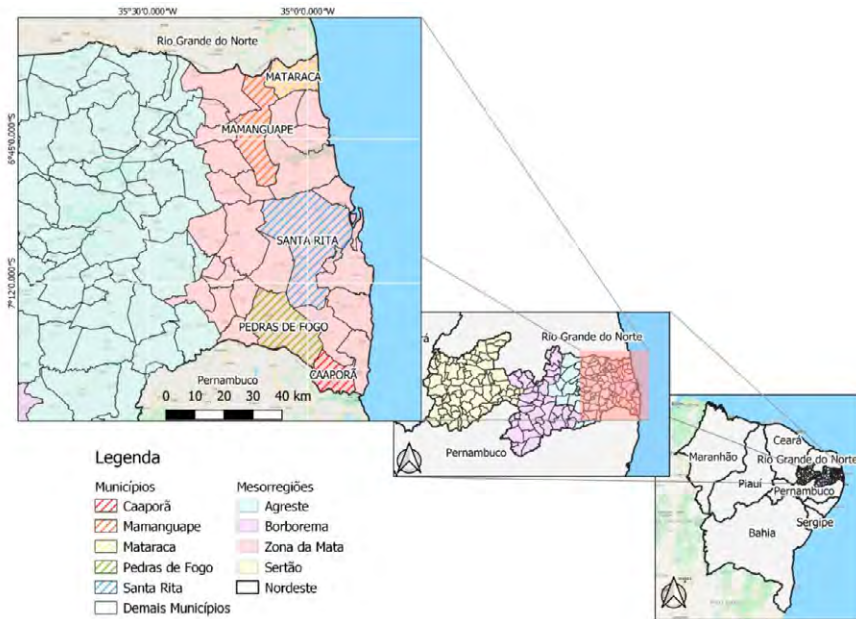 35°30'0.000"W
35°0'0.000"W
Rio Grande do Norte
MATARACA
MAMANGUAPE
6°45'0.000"S
SANTA RITA
7°12'0.000"S
PEDRAS DE FOGO
CAAPORÃ
Pernambuco
0 10 20 30 40 km
Rio Grande do Norte
Pernambuco
Ceará
Maranhão
Rio Grande do Norte
Piauí
Pernambuco
Sergipe
Bahia
Legenda
Municípios
Caaporã
Mamanguape
Mataraca
Pedras de Fogo
Santa Rita
Demais Municípios
Mesorregiões
Agreste
Borborema
Zona da Mata
Sertão
Nordeste